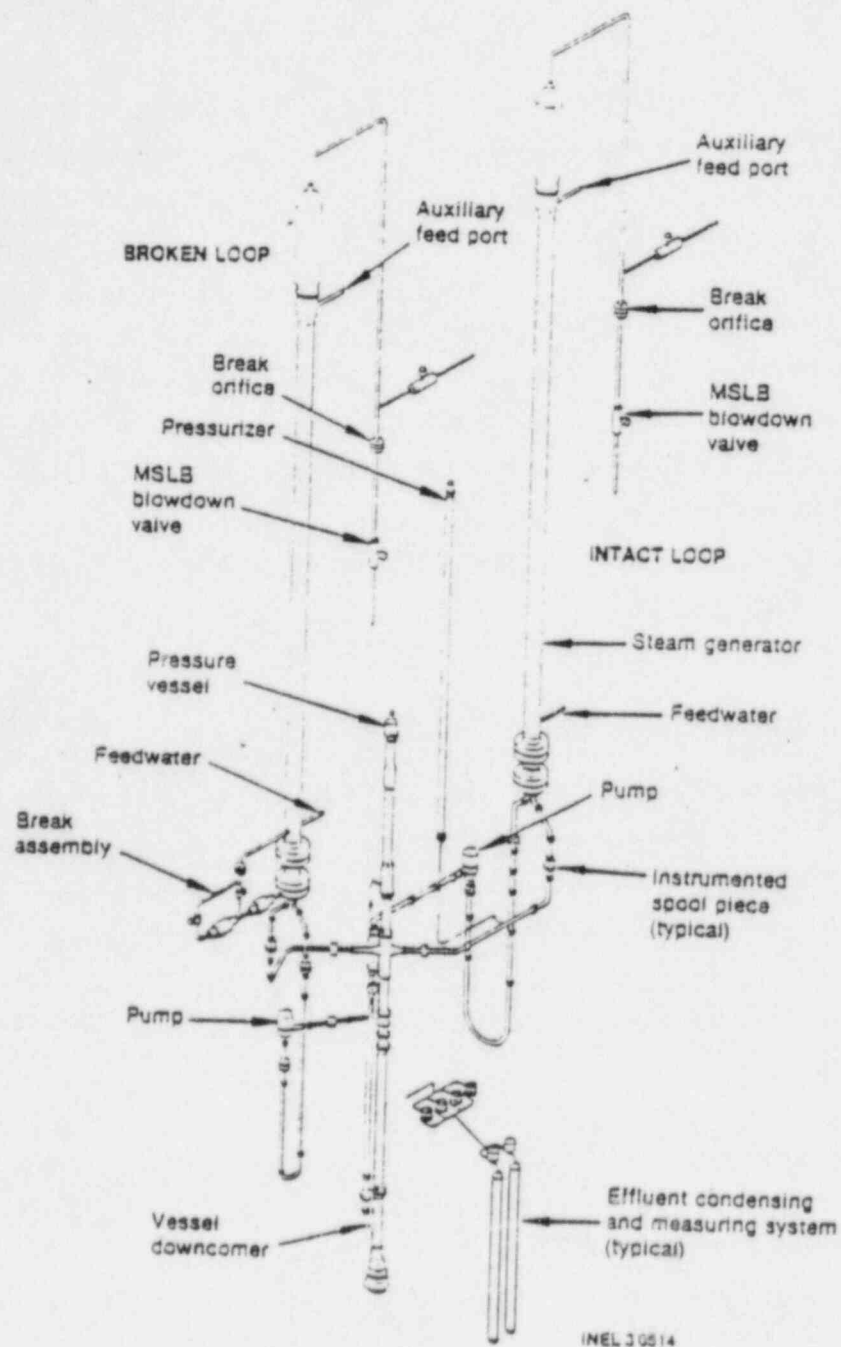 Auxiliary
feed port
Auxiliary
feed port
BROKEN LOOP
Break
orifice
Break
orifice
Pressurizer
MSLB
blowdown
valve
MSLB
blowdown
valve
INTACT LOOP
Steam generator
Pressure
vessel
Feedwater
Feedwater
Pump
Break
assembly
Instrumented
spool piece
(typical)
Pump
Effluent condensing
and measuring system
(typical)
Vessel
downcomer
INEL 3 0514